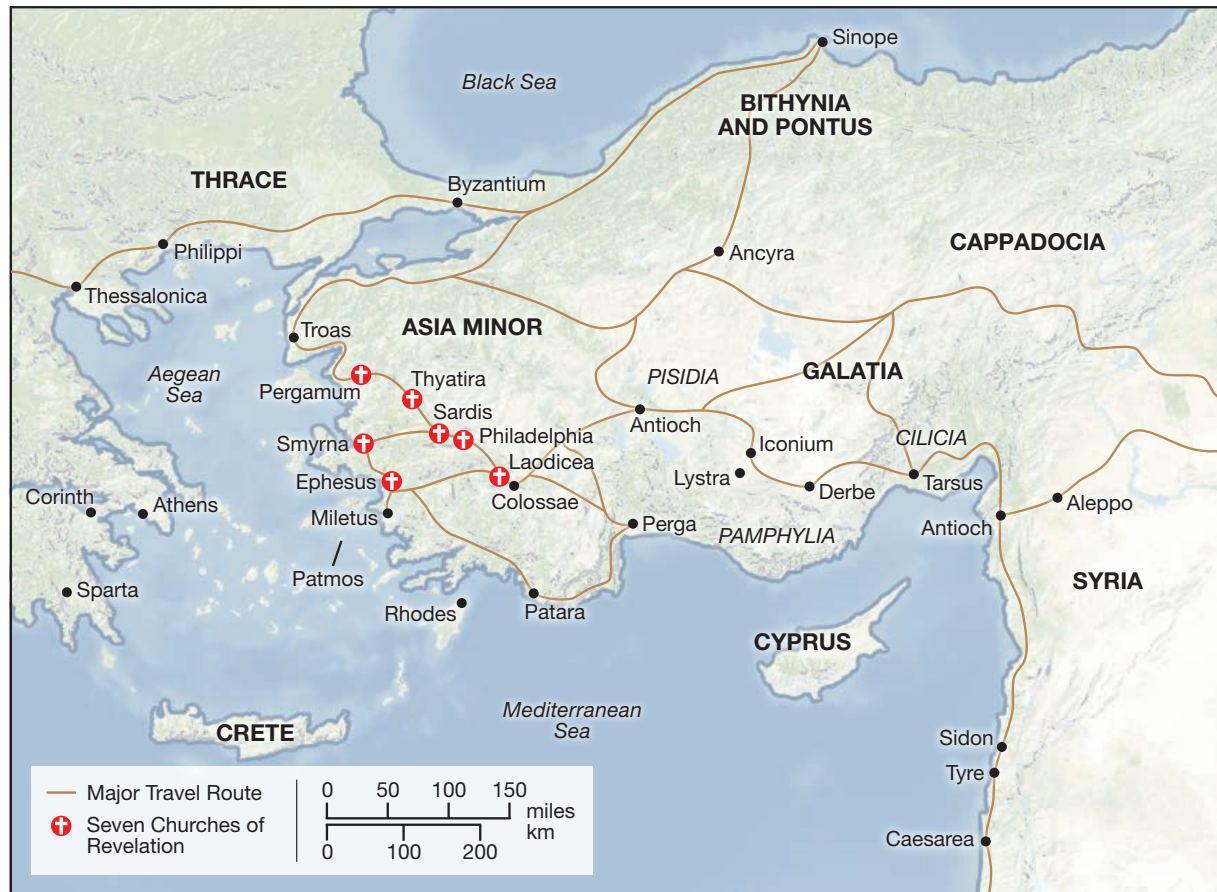 Sinope
Black Sea
BITHYNIA
AND PONTUS
THRACE
Byzantium
Philippi
Ancyra
CAPPADOCIA
Thessalonica
Troas
ASIA MINOR
Aegean
Sea
Pergamum
Thyatira
PISIDIA
GALATIA
Sardis
Antioch
Smyrna
Philadelphia
Iconium
CILICIA
Laodicea
Ephesus
Lystra
Derbe
Tarsus
Colossae
Corinth
Athens
Miletus
Perga
PAMPHYLIA
Antioch
Aleppo
Patmos
SYRIA
Sparta
Rhodes
Patara
CYPRUS
Mediterranean
Sea
CRETE
Sidon
Tyre
Caesarea
Major Travel Route
Seven Churches of
Revelation
0 50 100 150
miles
km
0 100 200